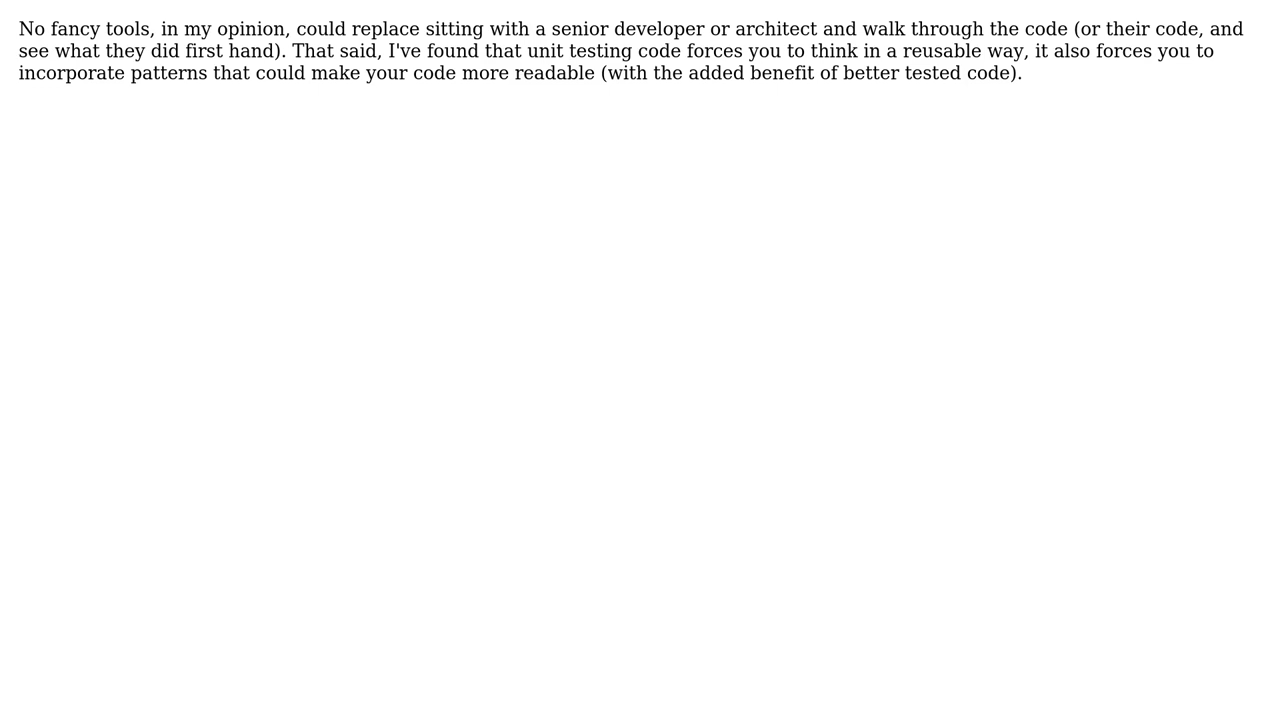 No fancy tools, in my opinion, could replace sitting with a senior developer or architect and walk through the code (or their code, and
see what they did first hand). That said, I've found that unit testing code forces you to think in a reusable way, it also forces you to
incorporate patterns that could make your code more readable (with the added benefit of better tested code).